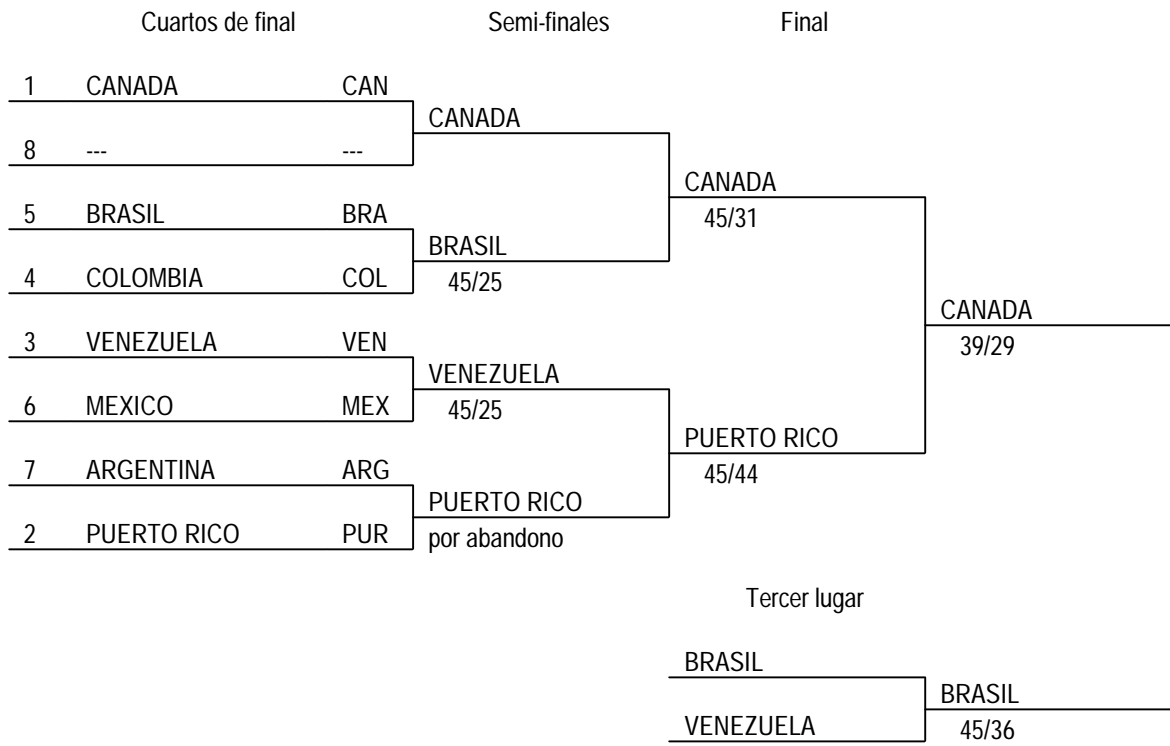 Cuartos de final Semi-finales Final
1 CANADA CAN
CANADA
8 --- ---
CANADA
45/31
5 BRASIL BRA
BRASIL
45/25
4 COLOMBIA COL
CANADA
39/29
3 VENEZUELA VEN
VENEZUELA
45/25
6 MEXICO MEX
PUERTO RICO
45/44
7 ARGENTINA ARG
PUERTO RICO
por abandono
2 PUERTO RICO PUR
Tercer lugar
BRASIL
BRASIL
45/36
VENEZUELA